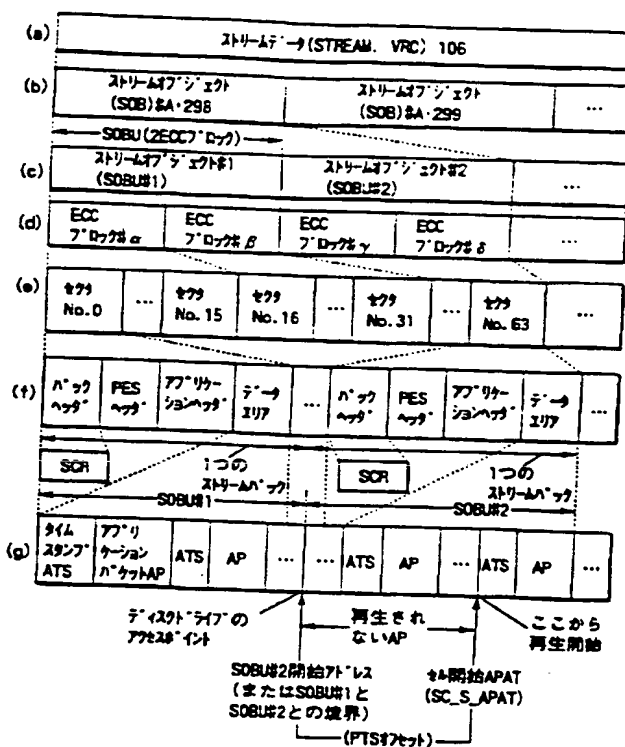 (a)
ストリームデータ(STREAM. VRO) 106
(b)
ストリームオブジェクト
(SOB)#A・298
ストリームオブジェクト
(SOB)#A・299
...
SOBU(2ECCブロック)
(c)
ストリームオブジェクト#1
(SOBU#1)
ストリームオブジェクト#2
(SOBU#2)
...
(d)
ECC
ブロック#α
ECC
ブロック#β
ECC
ブロック#γ
ECC
ブロック#δ
...
(e)
セクタ
No.0
...
セクタ
No.15
セクタ
No.16
...
セクタ
No.31
...
セクタ
No.63
...
(f)
パック
ヘッダ
PES
ヘッダ
アプリケー
ションヘッダ
データ
エリア
...
パック
ヘッダ
PES
ヘッダ
アプリケー
ションヘッダ
データ
エリア
...
SCR
1つの
ストリームパック
SCR
1つの
ストリームパック
SOBU#1
SOBU#2
(g)
タイム
スタンプ
ATS
アプリ
ケーション
パケットAP
ATS
AP
...
...
ATS
AP
...
ATS
AP
...
ディスクドライブの
アクセスポイント
再生され
ないAP
ここから
再生開始
SOBU#2開始アドレス
(またはSOBU#1と
SOBU#2との境界)
セル開始APAT
(SC_S_APAT)
(PTSオフセット)